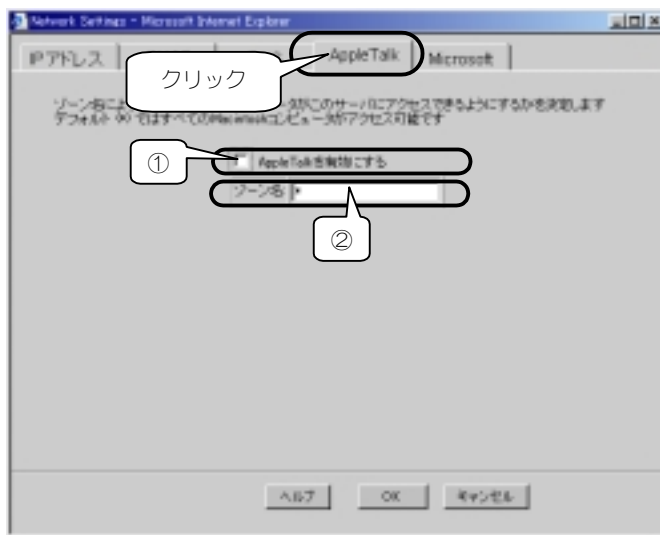 Network Settings - Microsoft Internet Explorer
IPアドレス AppleTalk Microsoft
クリック
ゾーン名によ ータがこのサーバにアクセスできるようにするかを決定します
デフォルト (*) ではすべてのMacintoshコンピュータがアクセス可能です
① AppleTalkを有効にする
ゾーン名 *
②
ヘルプ OK キャンセル